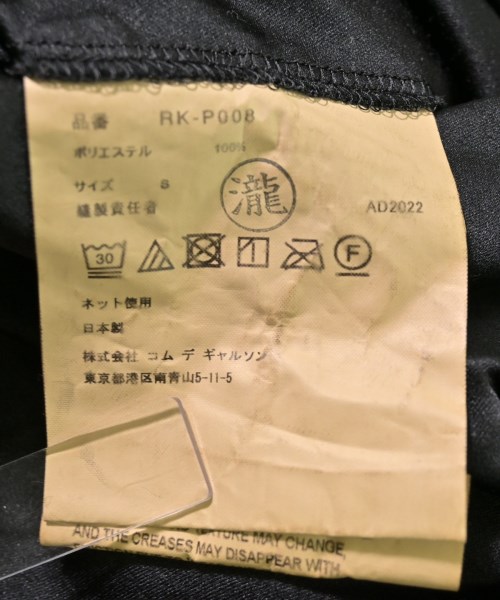 品番 RK-P008
ポリエステル 100%
サイズ S
瀧
縫製責任者
AD2022
30
F
ネット使用
日本製
株式会社 コム デ ギャルソン
東京都港区南青山5-11-5
NATURE MAY CHANGE,
AND THE CREASES MAY DISAPPEAR WITH